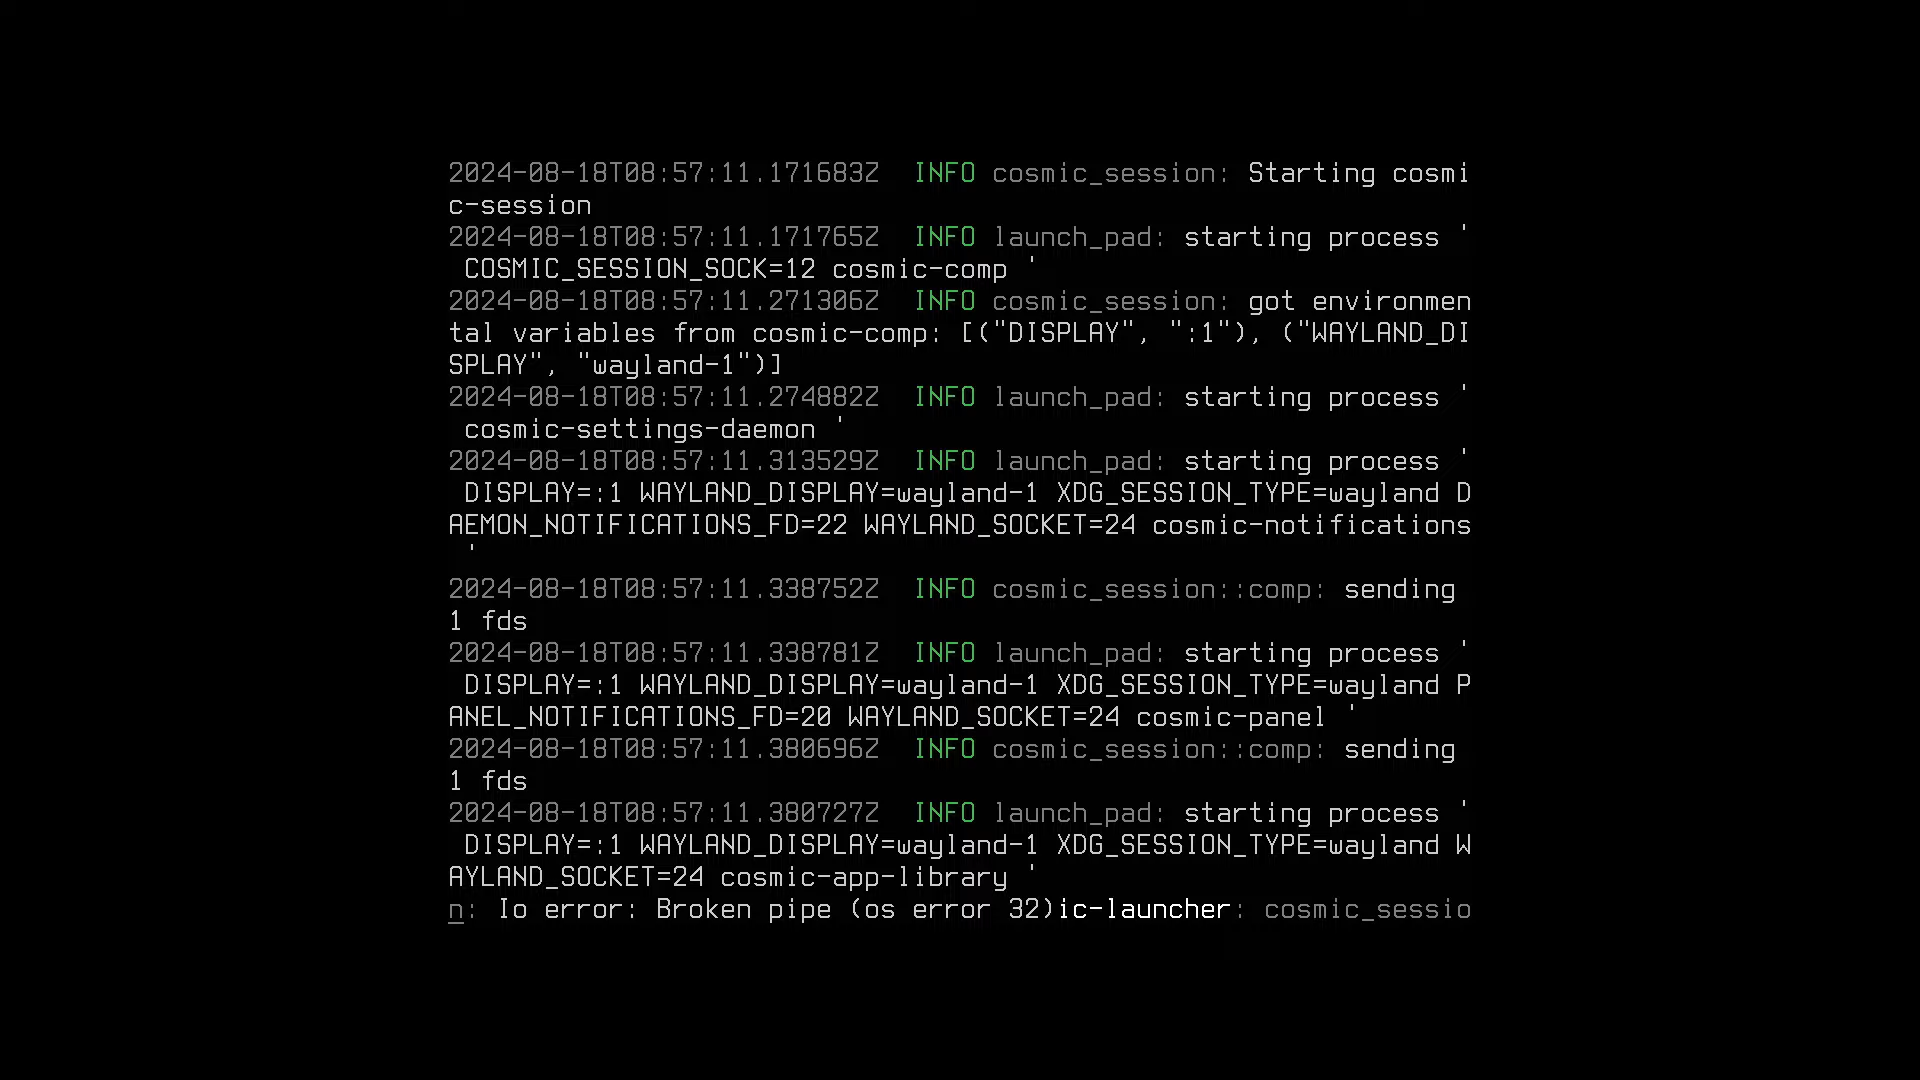 2024-08-18T08:57:11.171683Z  INFO cosmic_session: Starting cosmi
c-session
2024-08-18T08:57:11.171765Z  INFO launch_pad: starting process '
 COSMIC_SESSION_SOCK=12 cosmic-comp '
2024-08-18T08:57:11.271306Z  INFO cosmic_session: got environmen
tal variables from cosmic-comp: [("DISPLAY", ":1"), ("WAYLAND_DI
SPLAY", "wayland-1")]
2024-08-18T08:57:11.274882Z  INFO launch_pad: starting process '
 cosmic-settings-daemon '
2024-08-18T08:57:11.313529Z  INFO launch_pad: starting process '
 DISPLAY=:1 WAYLAND_DISPLAY=wayland-1 XDG_SESSION_TYPE=wayland D
AEMON_NOTIFICATIONS_FD=22 WAYLAND_SOCKET=24 cosmic-notifications
 '
2024-08-18T08:57:11.338752Z  INFO cosmic_session::comp: sending
1 fds
2024-08-18T08:57:11.338781Z  INFO launch_pad: starting process '
 DISPLAY=:1 WAYLAND_DISPLAY=wayland-1 XDG_SESSION_TYPE=wayland P
ANEL_NOTIFICATIONS_FD=20 WAYLAND_SOCKET=24 cosmic-panel '
2024-08-18T08:57:11.380696Z  INFO cosmic_session::comp: sending
1 fds
2024-08-18T08:57:11.380727Z  INFO launch_pad: starting process '
 DISPLAY=:1 WAYLAND_DISPLAY=wayland-1 XDG_SESSION_TYPE=wayland W
AYLAND_SOCKET=24 cosmic-app-library '
n: Io error: Broken pipe (os error 32)ic-launcher: cosmic_sessio